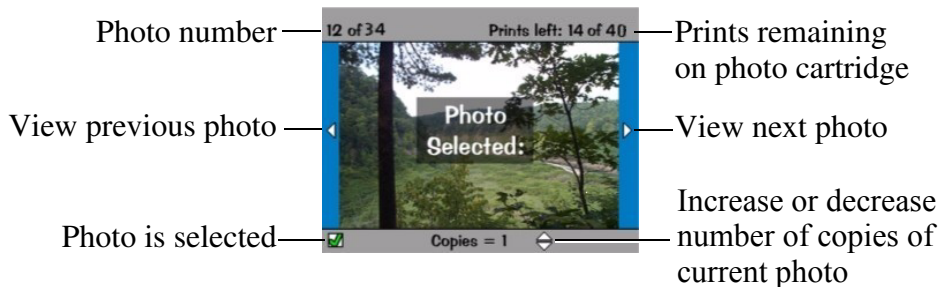 Photo number
12 of 34
Prints left: 14 of 40
Prints remaining
on photo cartridge
View previous photo
Photo
Selected:
View next photo
Photo is selected
Copies = 1
Increase or decrease
number of copies of
current photo